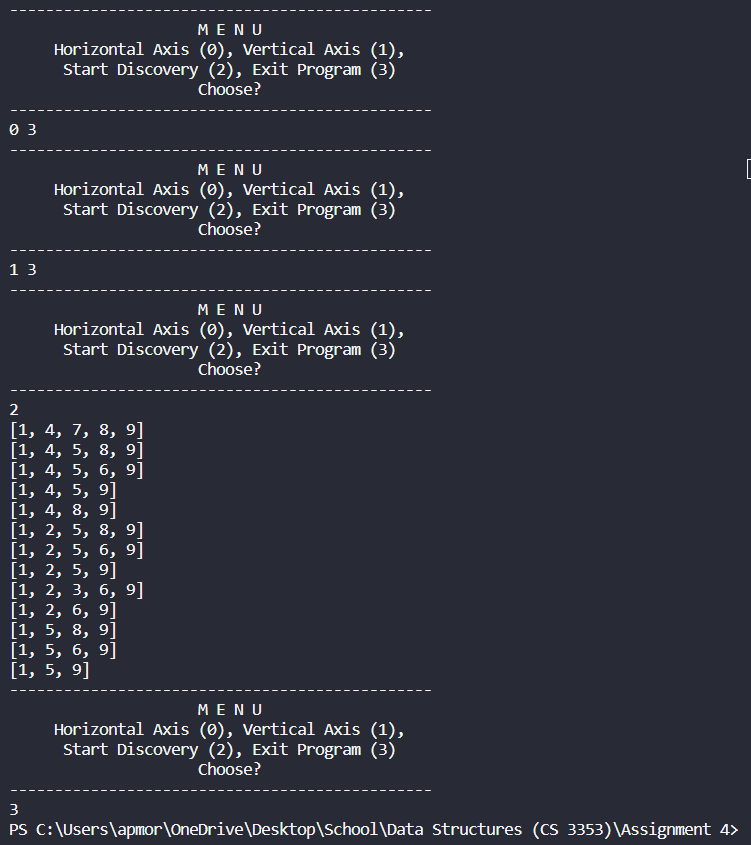 -----------------------------------------------
M E N U
Horizontal Axis (0), Vertical Axis (1),
Start Discovery (2), Exit Program (3)
Choose?
-----------------------------------------------
0 3
-----------------------------------------------
M E N U
Horizontal Axis (0), Vertical Axis (1),
Start Discovery (2), Exit Program (3)
Choose?
-----------------------------------------------
1 3
-----------------------------------------------
M E N U
Horizontal Axis (0), Vertical Axis (1),
Start Discovery (2), Exit Program (3)
Choose?
-----------------------------------------------
2
[1, 4, 7, 8, 9]
[1, 4, 5, 8, 9]
[1, 4, 5, 6, 9]
[1, 4, 5, 9]
[1, 4, 8, 9]
[1, 2, 5, 8, 9]
[1, 2, 5, 6, 9]
[1, 2, 5, 9]
[1, 2, 3, 6, 9]
[1, 2, 6, 9]
[1, 5, 8, 9]
[1, 5, 6, 9]
[1, 5, 9]
-----------------------------------------------
M E N U
Horizontal Axis (0), Vertical Axis (1),
Start Discovery (2), Exit Program (3)
Choose?
-----------------------------------------------
3
PS C:\Users\apmor\OneDrive\Desktop\School\Data Structures (CS 3353)\Assignment 4>